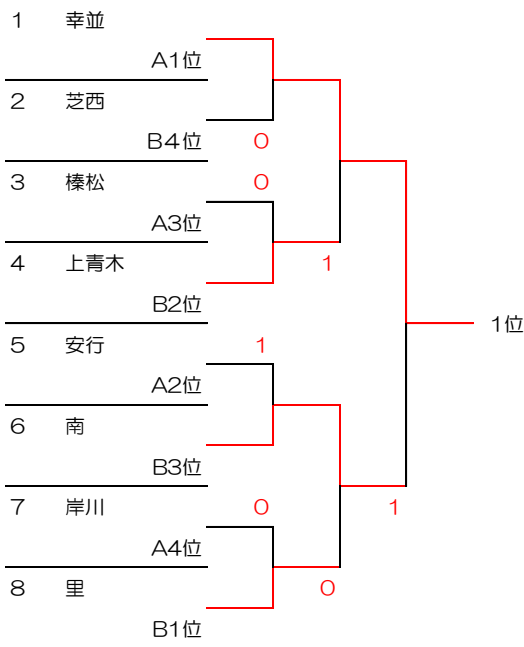 1 幸並
A1位
2 芝西
B4位 0
3 榛松 0
A3位
4 上青木 1
B2位
1位
5 安行 1
A2位
6 南
B3位
7 岸川 0 1
A4位
8 里 0
B1位